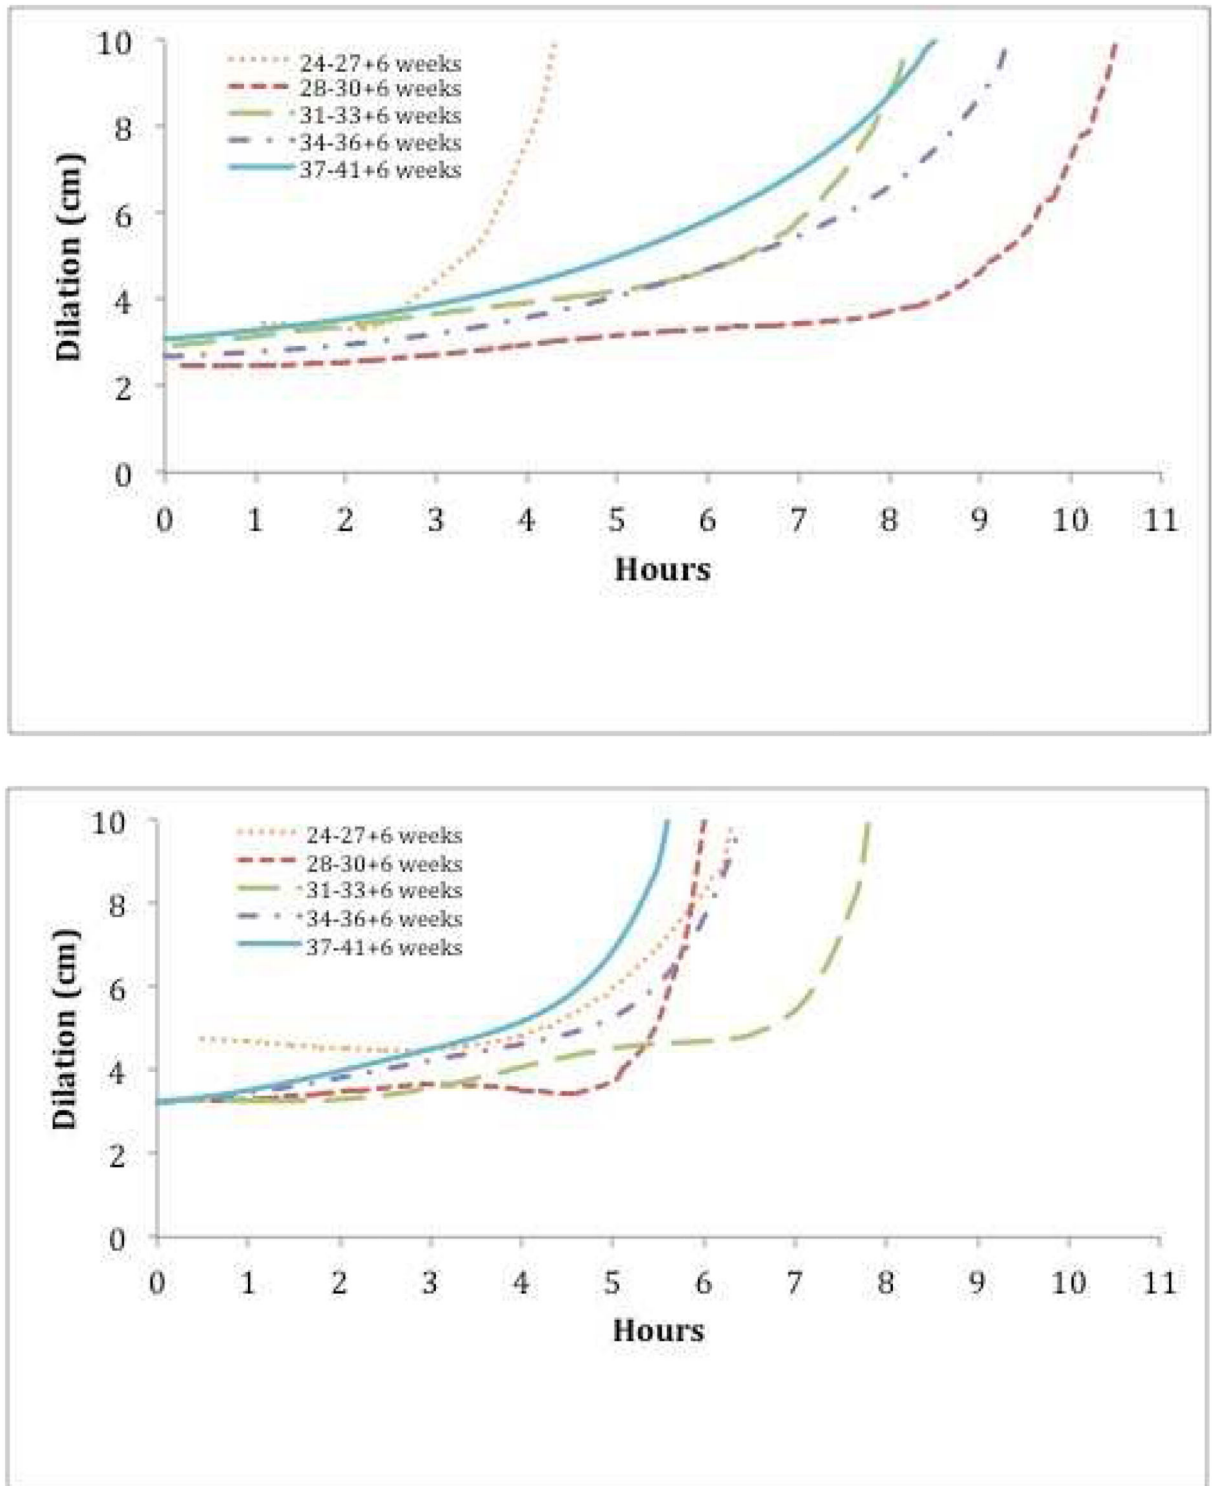 10
8
6
4
2
0
Dilation (cm)
24-27+6 weeks
28-30+6 weeks
31-33+6 weeks
34-36+6 weeks
37-41+6 weeks
0 1 2 3 4 5 6 7 8 9 10 11
Hours
10
8
6
4
2
0
Dilation (cm)
24-27+6 weeks
28-30+6 weeks
31-33+6 weeks
34-36+6 weeks
37-41+6 weeks
0 1 2 3 4 5 6 7 8 9 10 11
Hours